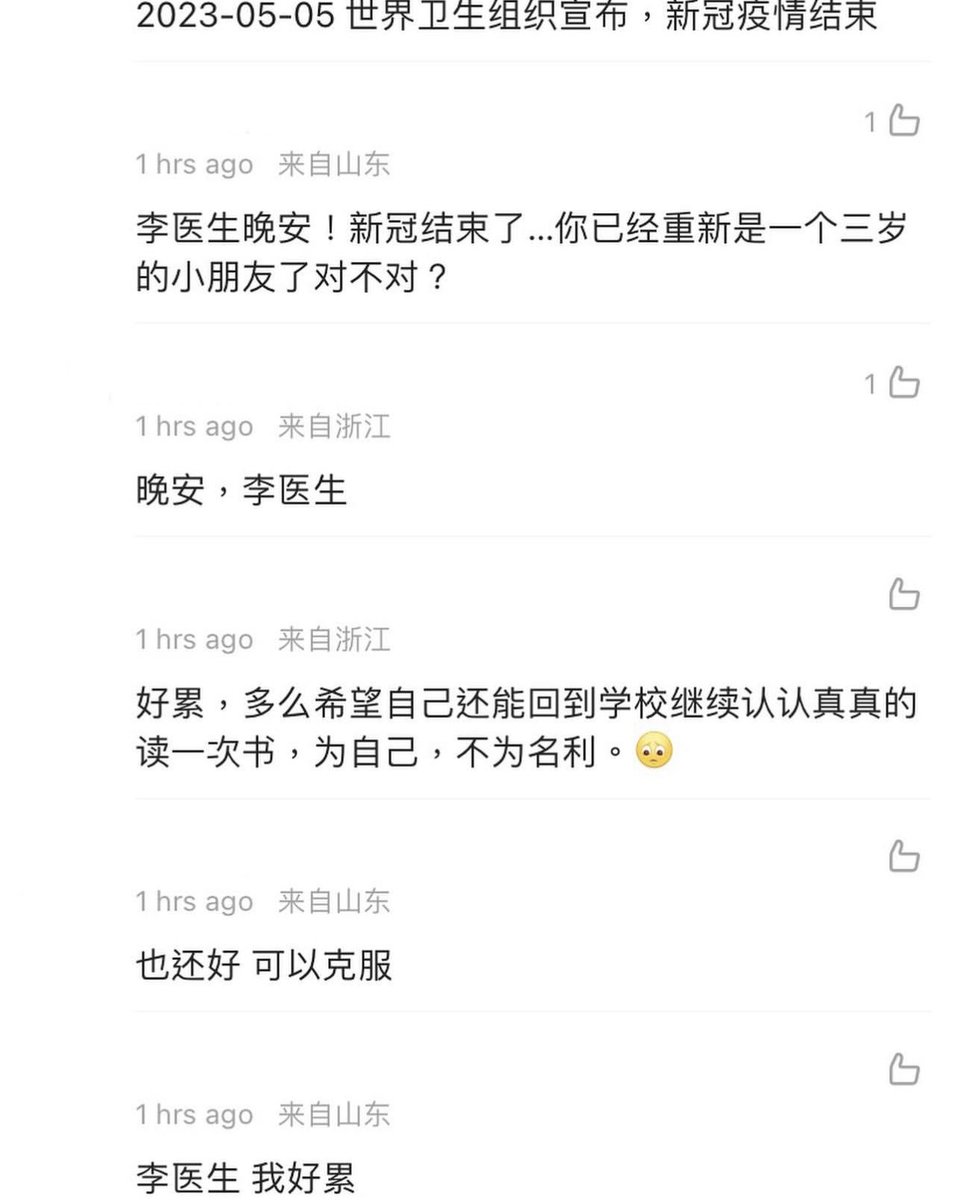 2023-05-05 世界卫生组织宣布，新冠疫情结束
1
1 hrs ago 来自山东
李医生晚安！新冠结束了...你已经重新是一个三岁
的小朋友了对不对？
1
1 hrs ago 来自浙江
晚安，李医生
1 hrs ago 来自浙江
好累，多么希望自己还能回到学校继续认认真真的
读一次书，为自己，不为名利。🥺
1 hrs ago 来自山东
也还好 可以克服
1 hrs ago 来自山东
李医生 我好累